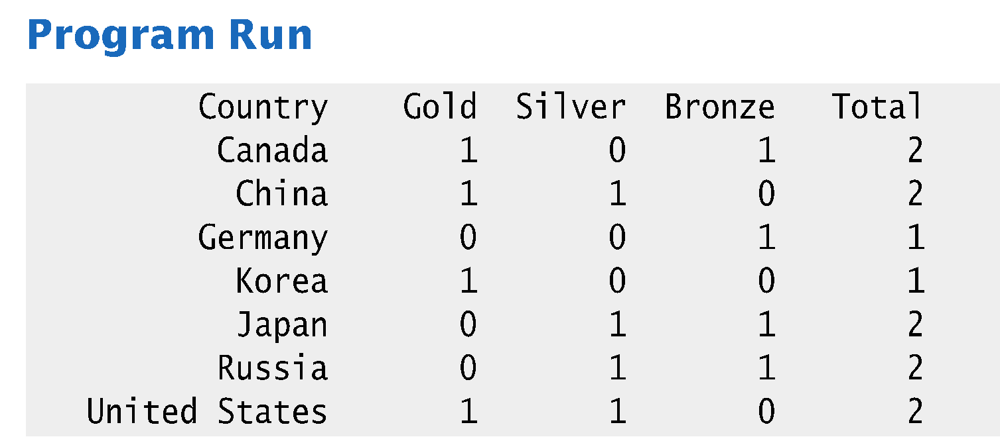 Program Run
Country Gold Silver Bronze Total
Canada 1 0 1 2
China 1 1 0 2
Germany 0 0 1 1
Korea 1 0 0 1
Japan 0 1 1 2
Russia 0 1 1 2
United States 1 1 0 2